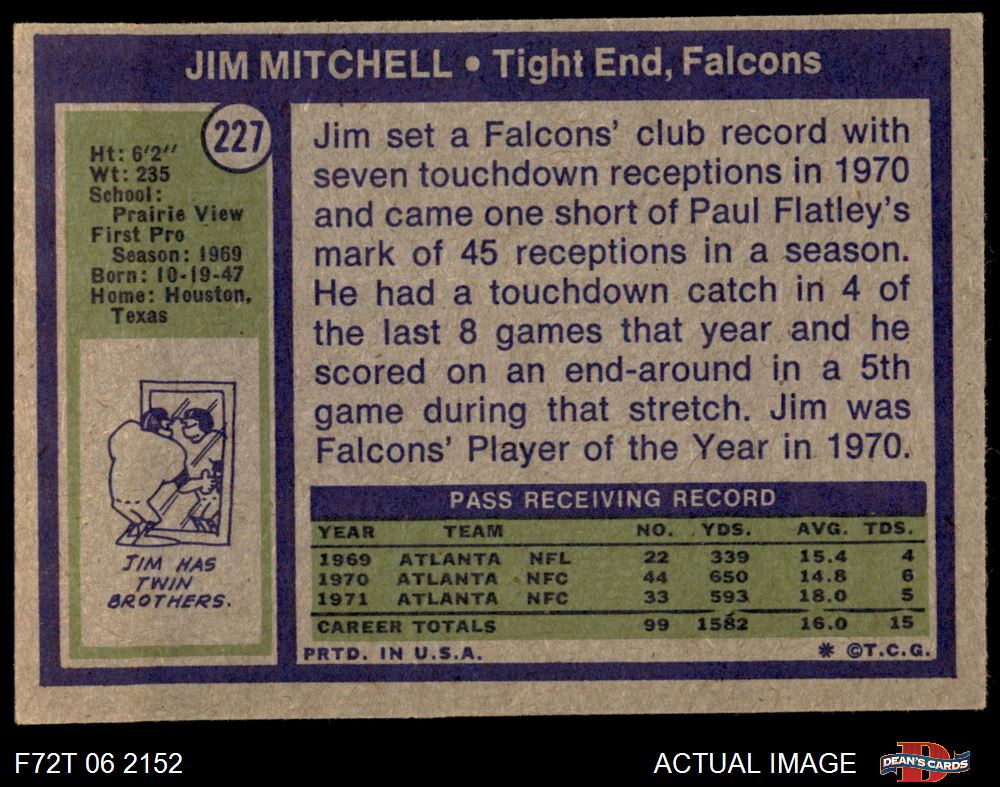 JIM MITCHELL • Tight End, Falcons
227
Ht: 6'2''
Wt: 235
School:
Prairie View
First Pro
Season: 1969
Born: 10-19-47
Home: Houston,
Texas
JIM HAS
TWIN
BROTHERS.
Jim set a Falcons' club record with
seven touchdown receptions in 1970
and came one short of Paul Flatley's
mark of 45 receptions in a season.
He had a touchdown catch in 4 of
the last 8 games that year and he
scored on an end-around in a 5th
game during that stretch. Jim was
Falcons' Player of the Year in 1970.
PASS RECEIVING RECORD
YEAR TEAM NO. YDS. AVG. TDS.
1969 ATLANTA NFL 22 339 15.4 4
1970 ATLANTA NFC 44 650 14.8 6
1971 ATLANTA NFC 33 593 18.0 5
CAREER TOTALS 99 1582 16.0 15
PRTD. IN U.S.A. * ©T.C.G.
F72T 06 2152 ACTUAL IMAGE
DEAN'S CARDS